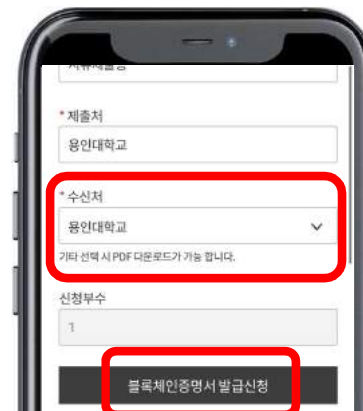 * 제출처
용인대학교
* 수신처
용인대학교
기타 선택 시 PDF 다운로드가 가능 합니다.
신청부수
1
블록체인증명서 발급신청